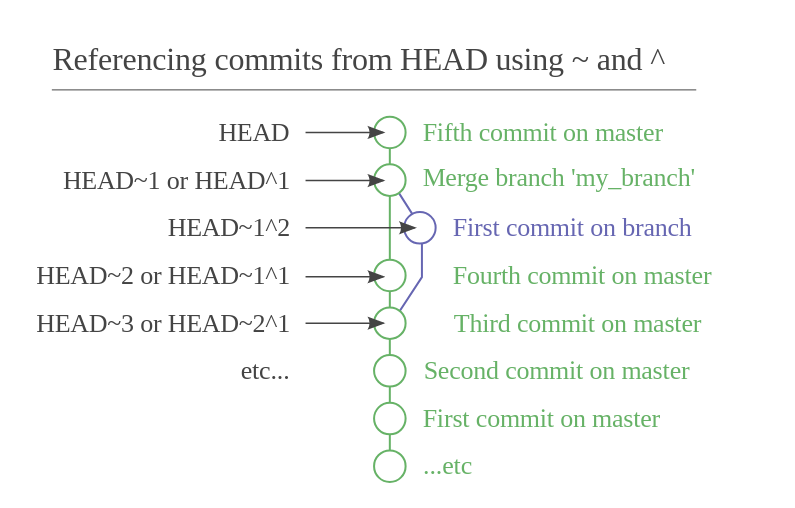 Referencing commits from HEAD using ~ and ^
HEAD Fifth commit on master
HEAD~1 or HEAD^1 Merge branch 'my_branch'
HEAD~1^2 First commit on branch
HEAD~2 or HEAD~1^1 Fourth commit on master
HEAD~3 or HEAD~2^1 Third commit on master
etc... Second commit on master
First commit on master
...etc